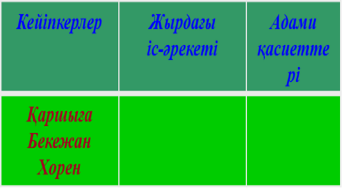 Кейіпкерлер
Жырдағы
іс-әрекеті
Адами
қасиетте
рі
Қаршыға
Бекежан
Хорен